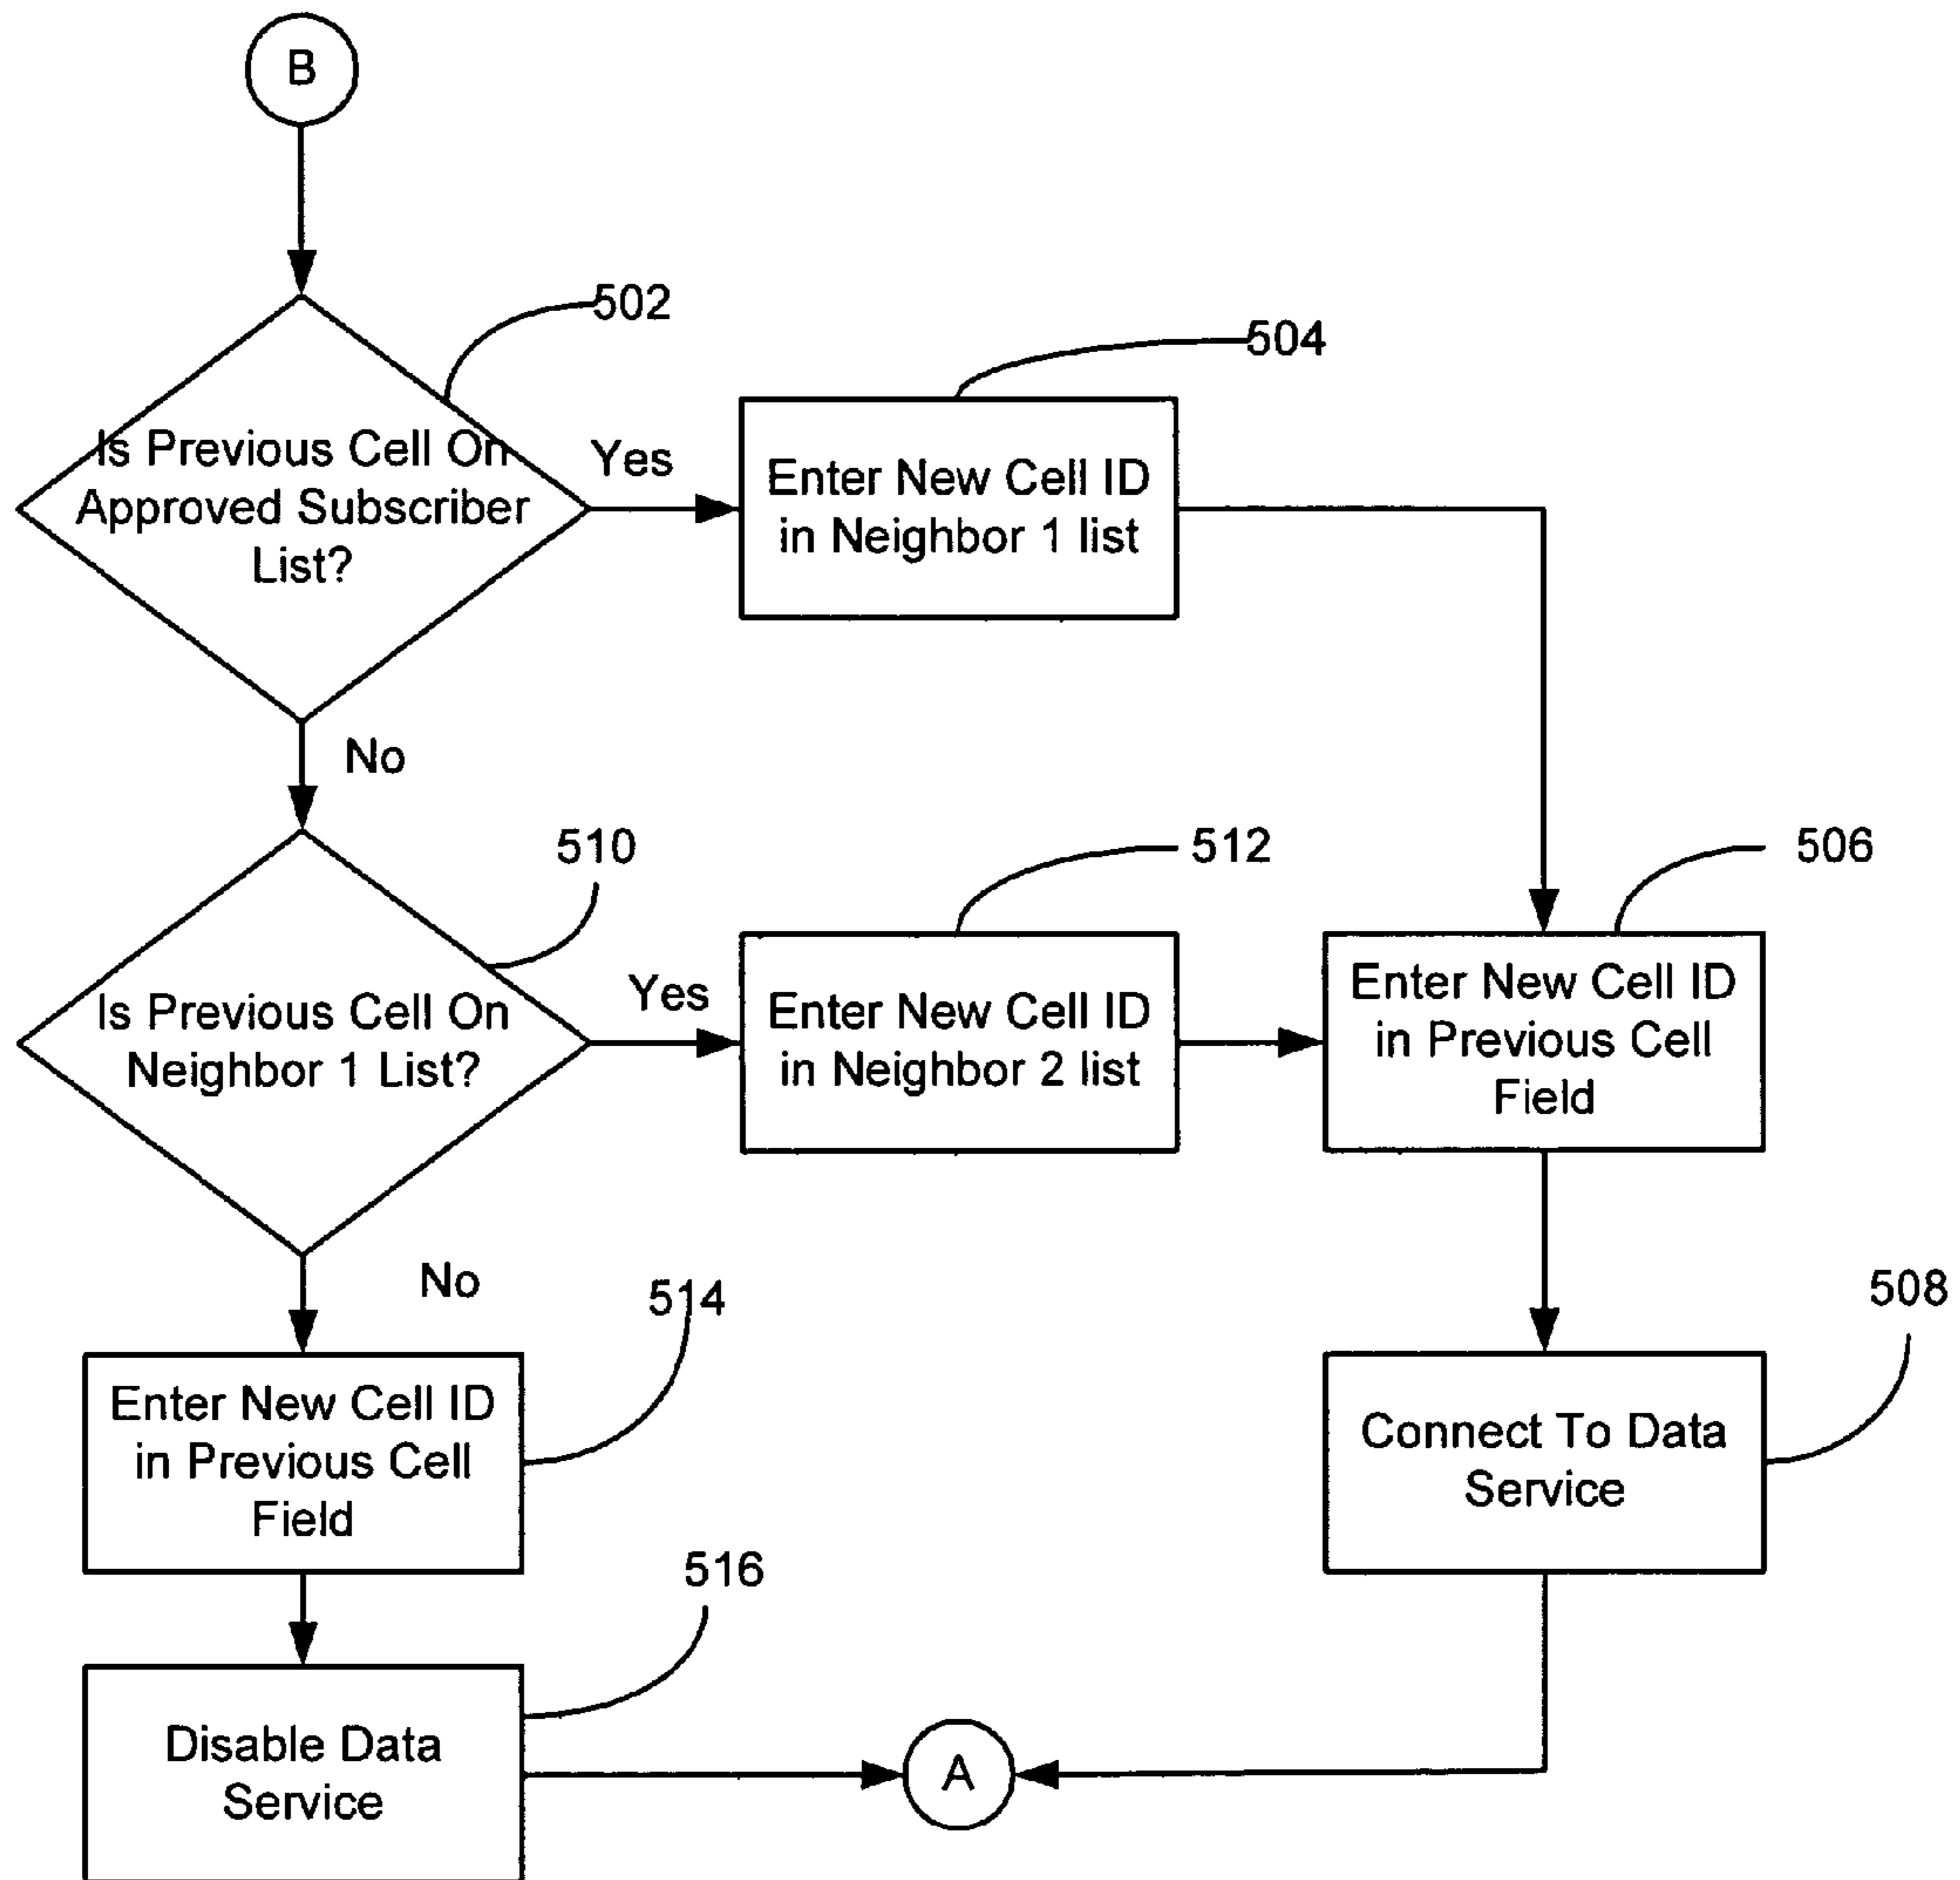 B
502
504
Is Previous Cell On
Approved Subscriber
List?
Yes
Enter New Cell ID
in Neighbor 1 list
No
510
512
506
Is Previous Cell On
Neighbor 1 List?
Yes
Enter New Cell ID
in Neighbor 2 list
Enter New Cell ID
in Previous Cell
Field
No
514
508
Enter New Cell ID
in Previous Cell
Field
Connect To Data
Service
516
Disable Data
Service
A